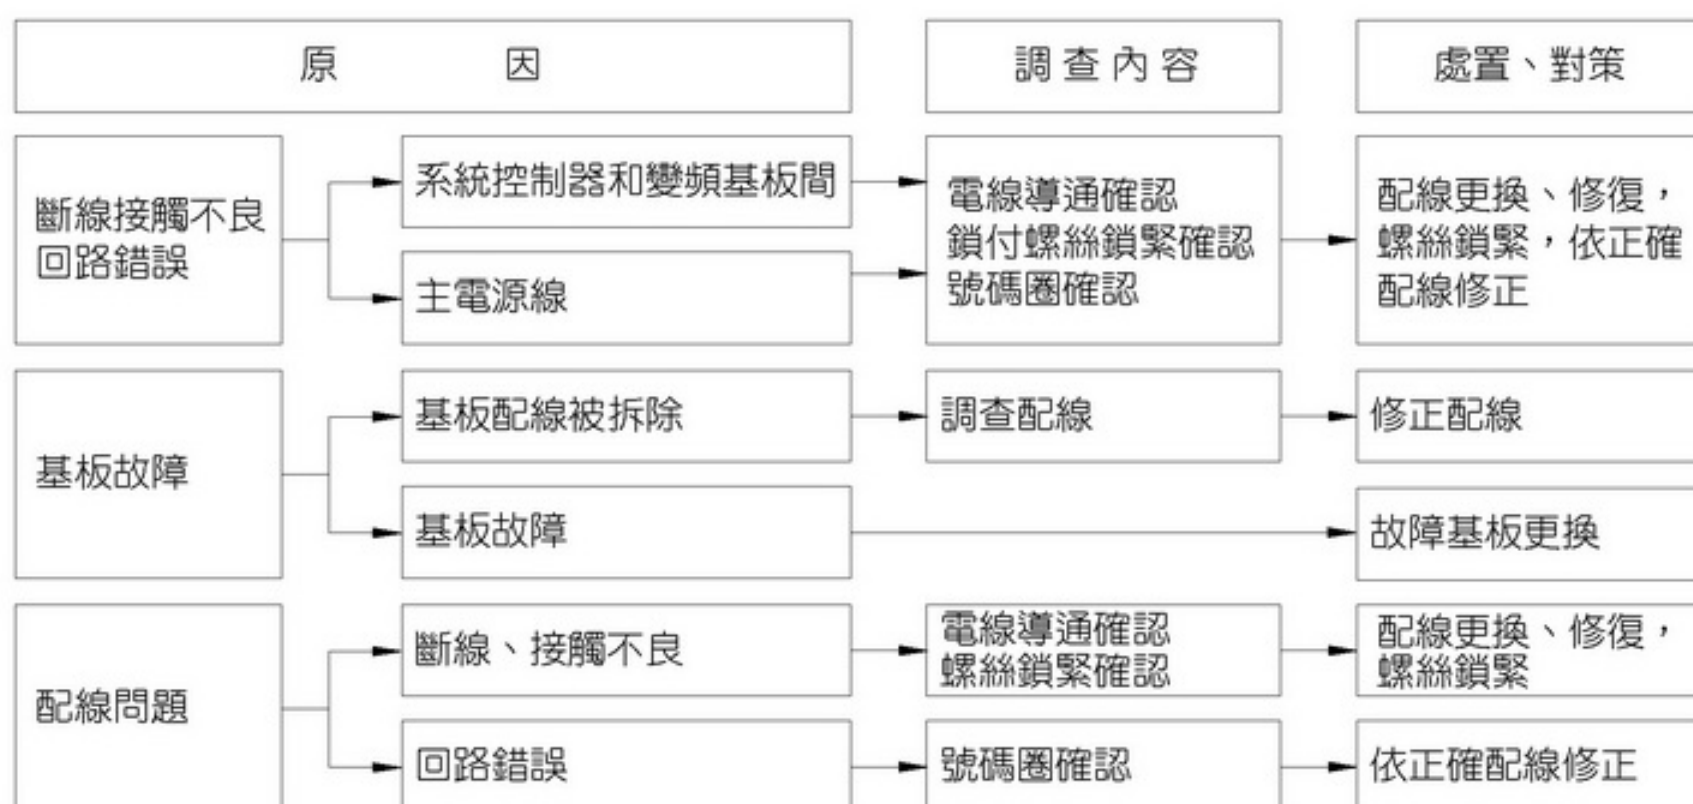 原 因
調查內容
處置、對策
斷線接觸不良
回路錯誤
系統控制器和變頻基板間
主電源線
電線導通確認
鎖付螺絲鎖緊確認
號碼圈確認
配線更換、修復，
螺絲鎖緊，依正確
配線修正
基板故障
基板配線被拆除
調查配線
修正配線
基板故障
故障基板更換
配線問題
斷線、接觸不良
電線導通確認
螺絲鎖緊確認
配線更換、修復，
螺絲鎖緊
回路錯誤
號碼圈確認
依正確配線修正